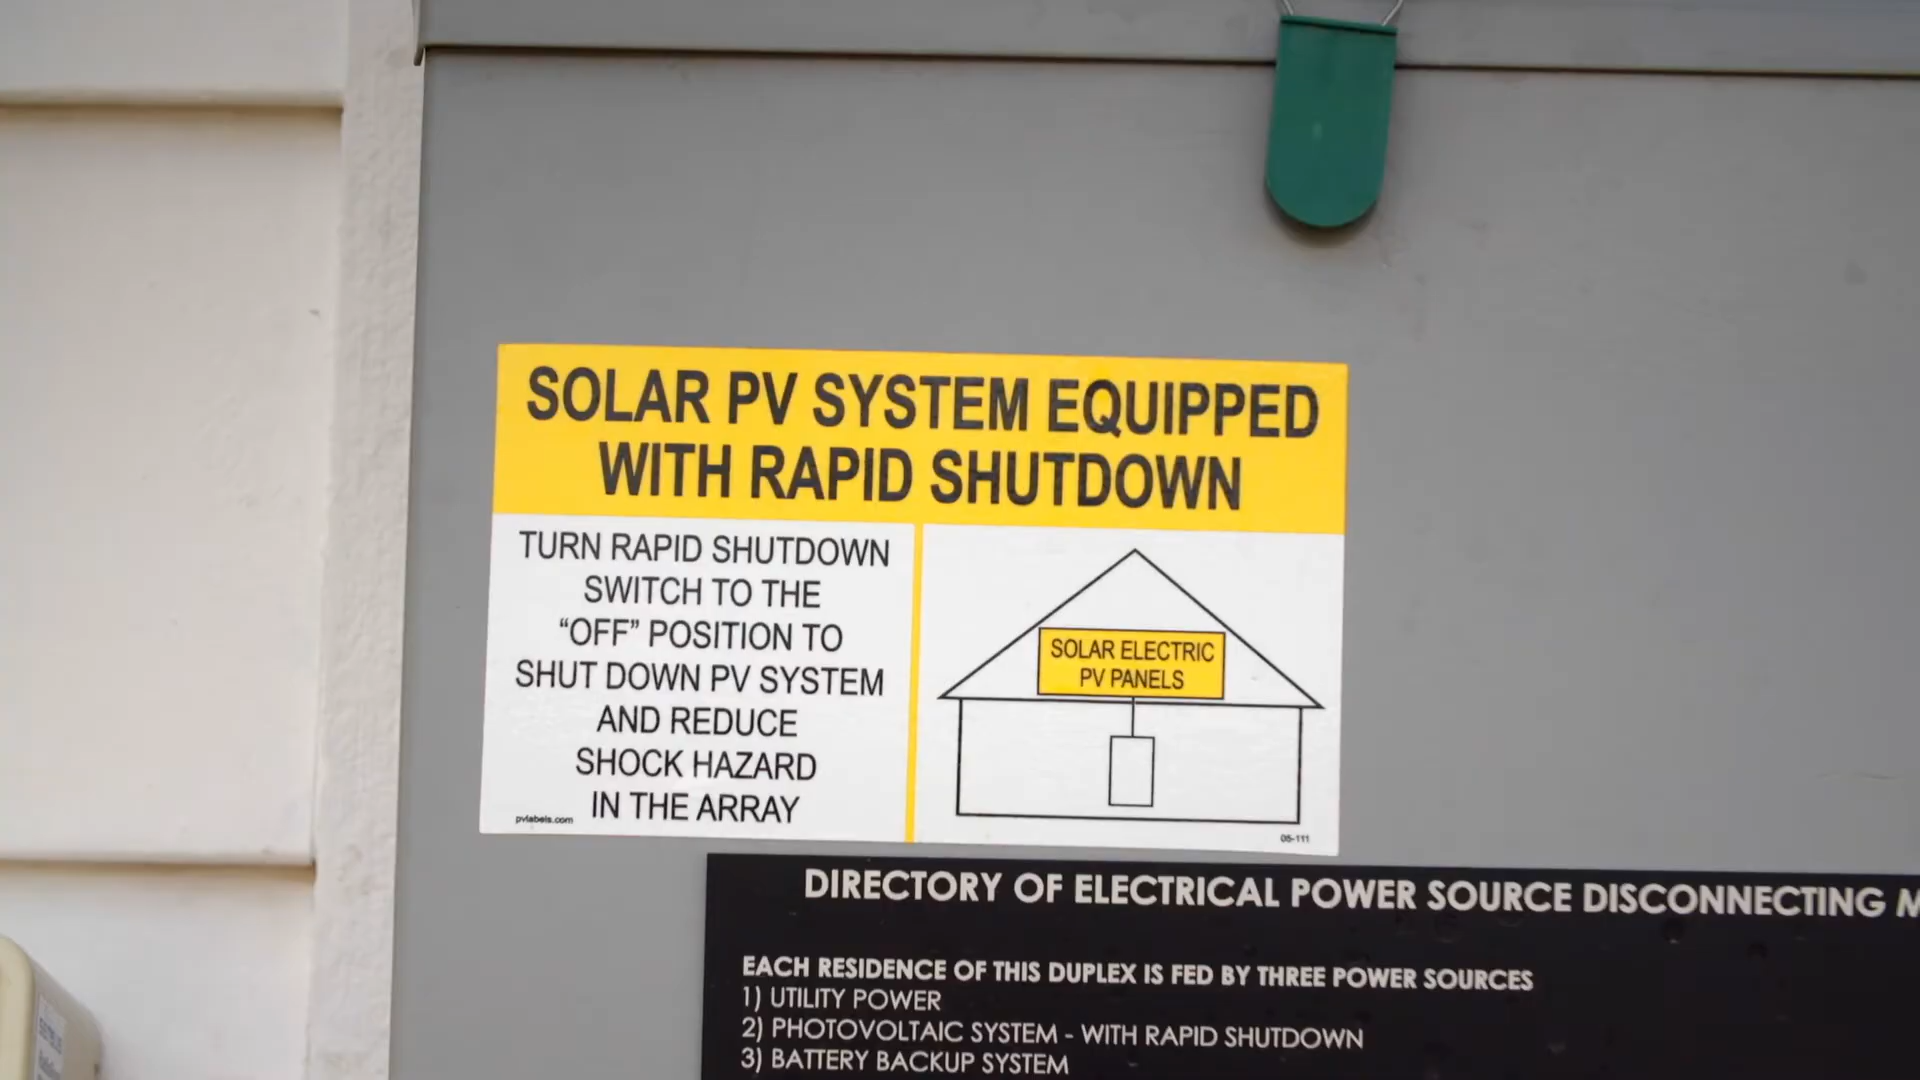 SOLAR PV SYSTEM EQUIPPED
WITH RAPID SHUTDOWN
TURN RAPID SHUTDOWN
SWITCH TO THE
“OFF” POSITION TO
SHUT DOWN PV SYSTEM
AND REDUCE
SHOCK HAZARD
IN THE ARRAY
pvlabels.com
SOLAR ELECTRIC
PV PANELS
05-111
DIRECTORY OF ELECTRICAL POWER SOURCE DISCONNECTING M
EACH RESIDENCE OF THIS DUPLEX IS FED BY THREE POWER SOURCES
1) UTILITY POWER
2) PHOTOVOLTAIC SYSTEM - WITH RAPID SHUTDOWN
3) BATTERY BACKUP SYSTEM